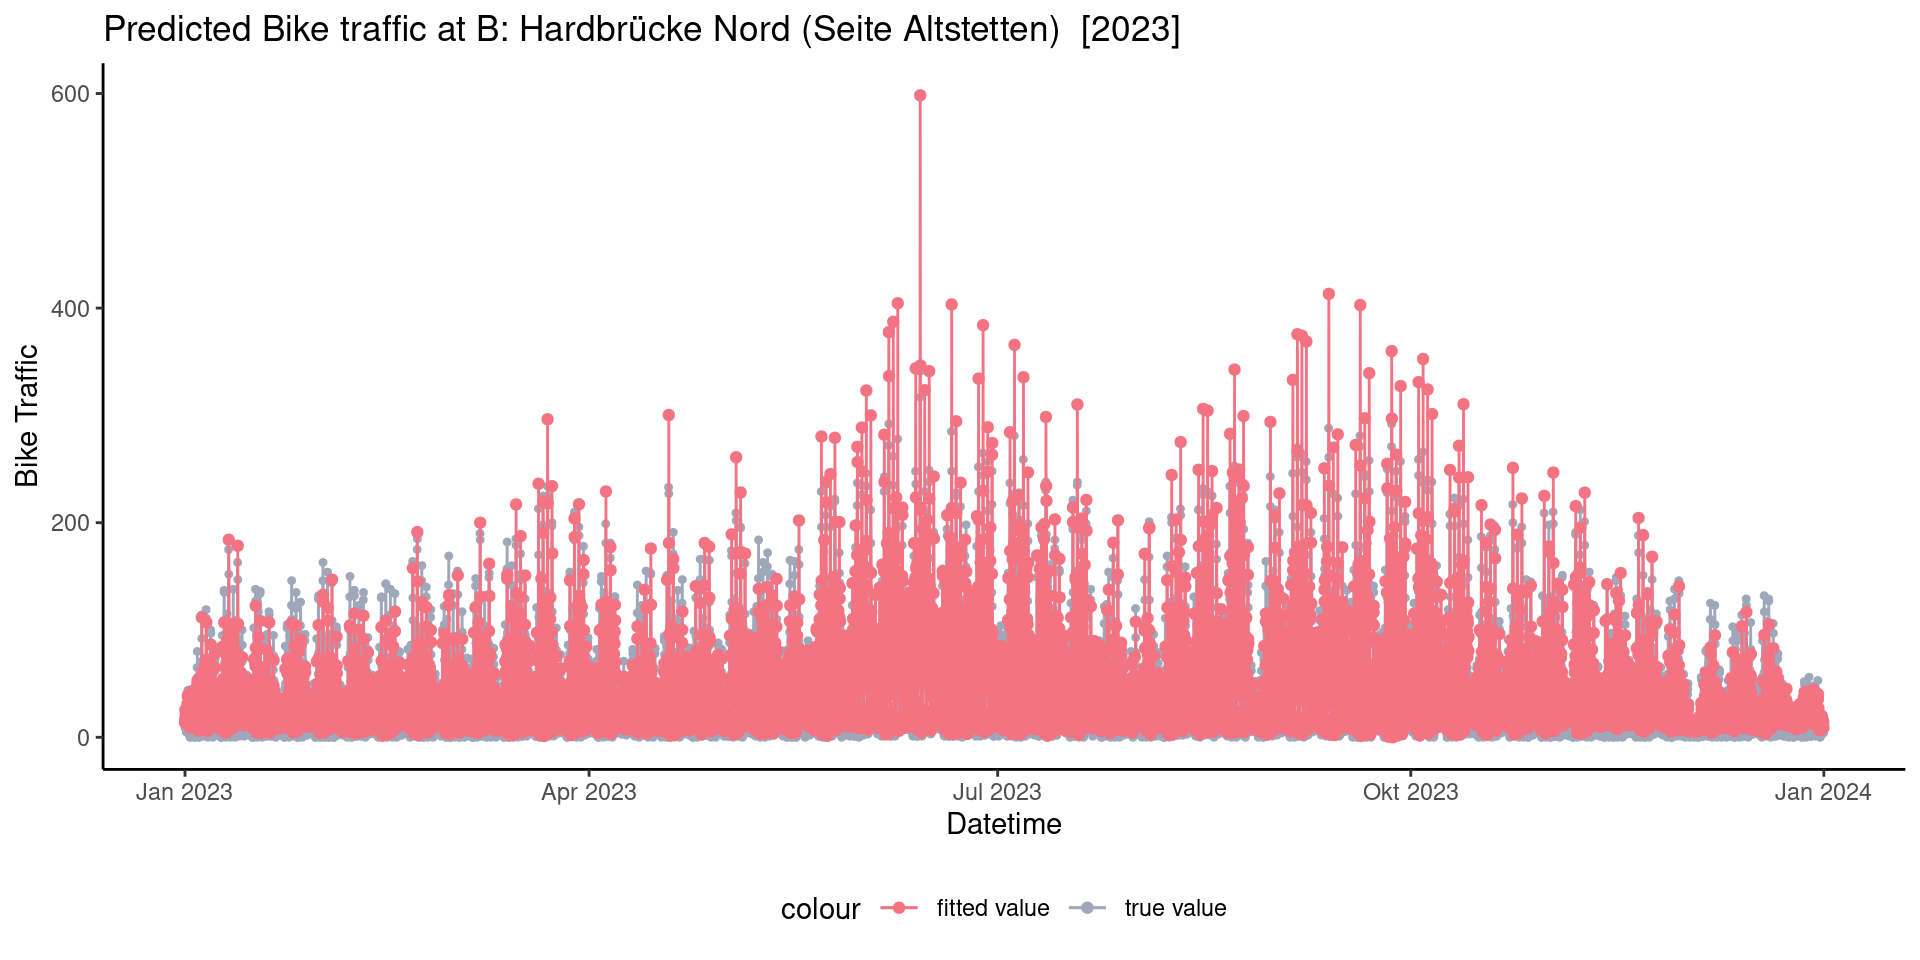 Predicted Bike traffic at B: Hardbrücke Nord (Seite Altstetten)  [2023]
Bike Traffic
600
400
200
0
Jan 2023 Apr 2023 Jul 2023 Okt 2023 Jan 2024
Datetime
colour fitted value true value